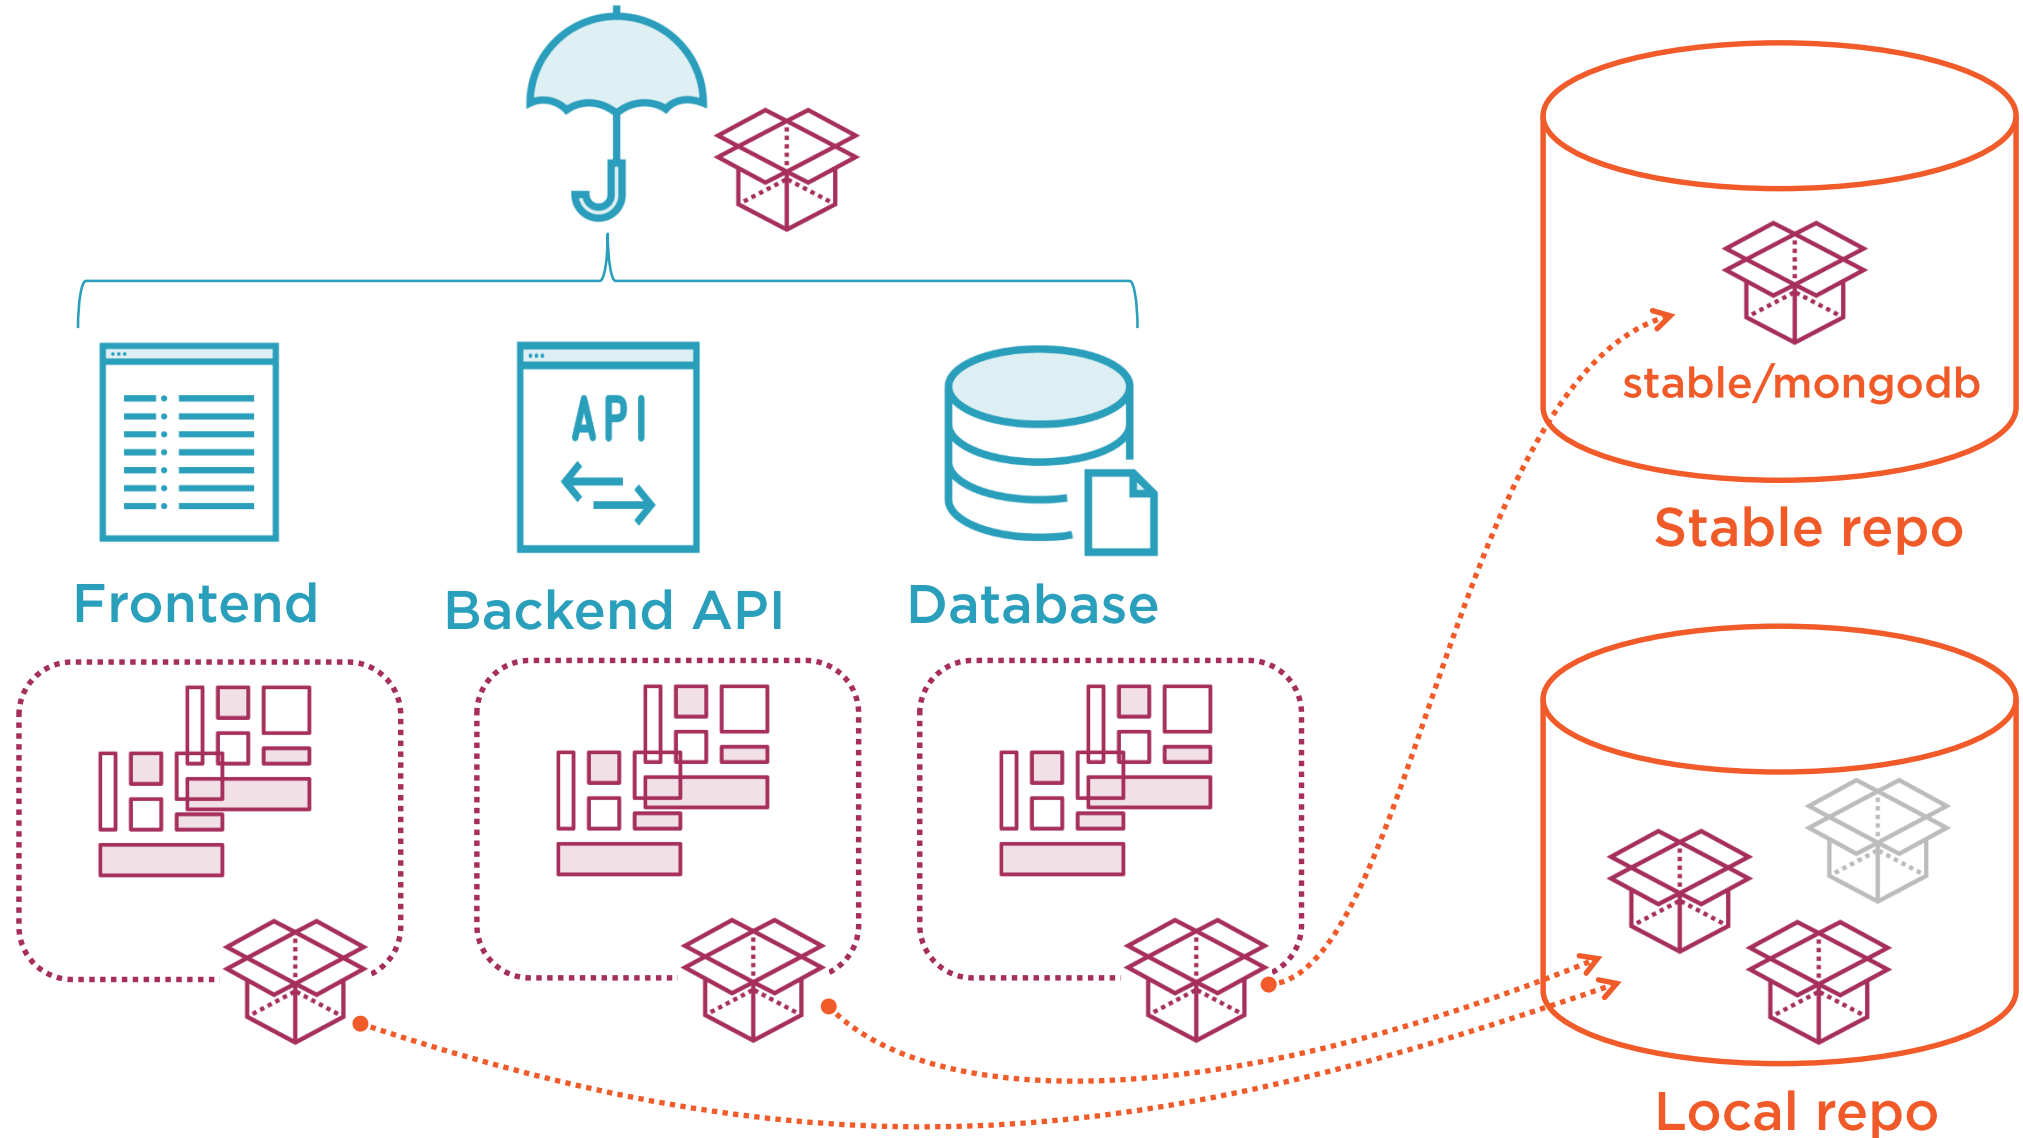 API
Frontend
Backend API
Database
stable/mongodb
Stable repo
Local repo